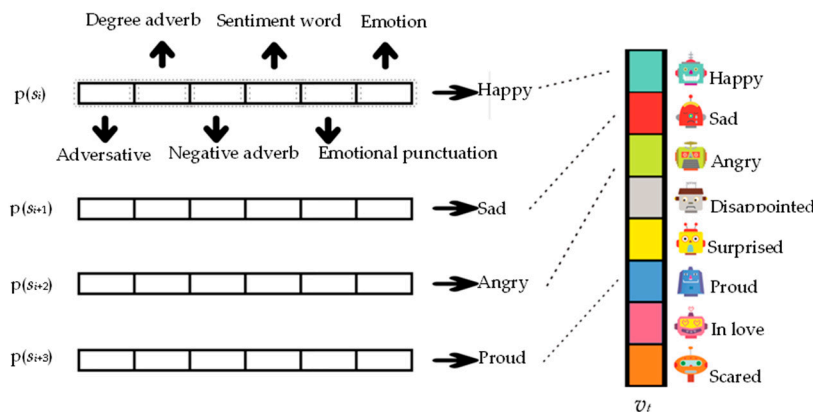 Degree adverb Sentiment word Emotion
p(si) Happy
Adversative Negative adverb Emotional punctuation
p(si+1) Sad
p(si+2) Angry
p(si+3) Proud
Happy
Sad
Angry
Disappointed
Surprised
Proud
In love
Scared
vt